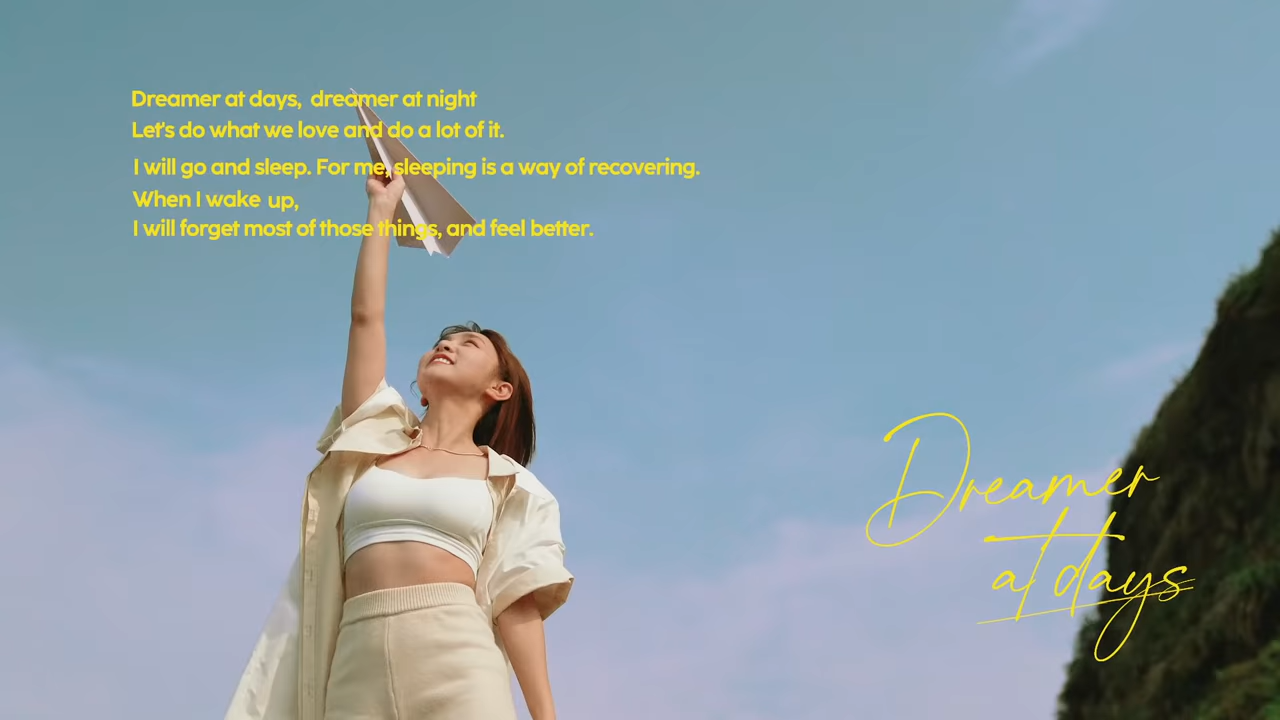 Dreamer at days, dreamer at night
Let's do what we love and do a lot of it.
I will go and sleep. For me, sleeping is a way of recovering.
When I wake up,
I will forget most of those things, and feel better.
Dreamer
at days